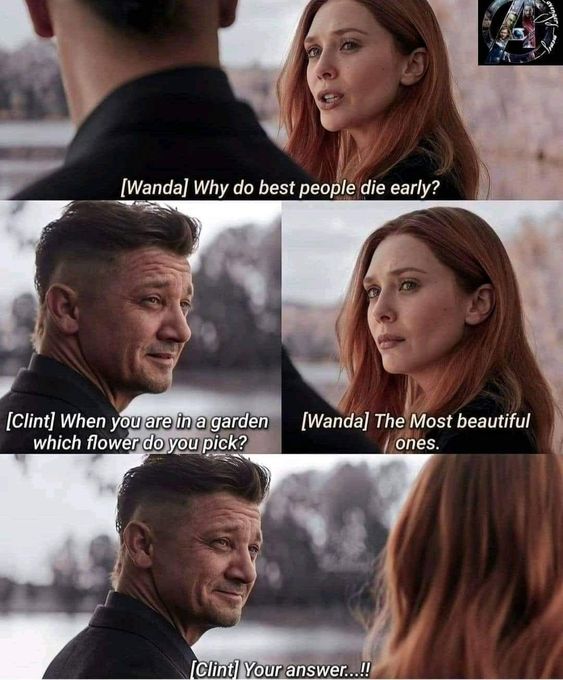 [Wanda] Why do best people die early?
[Clint] When you are in a garden
which flower do you pick?
[Wanda] The Most beautiful
ones.
[Clint] Your answer...!!